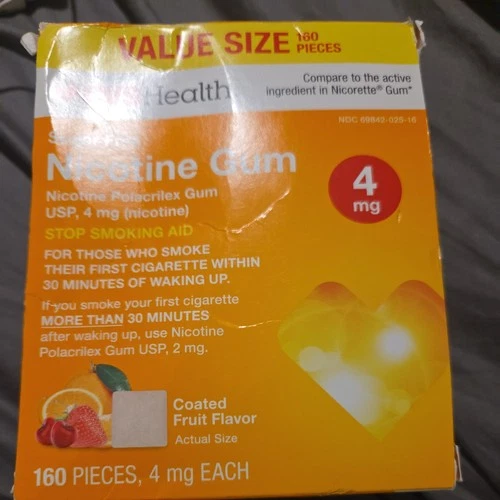 VALUE SIZE 160
PIECES
Health
Compare to the active
ingredient in Nicorette® Gum*
NDC 69842-025-16
Nicotine Gum
Nicotine Polacrilex Gum
USP, 4 mg (nicotine)
4
mg
STOP SMOKING AID
FOR THOSE WHO SMOKE
THEIR FIRST CIGARETTE WITHIN
30 MINUTES OF WAKING UP.
If you smoke your first cigarette
MORE THAN 30 MINUTES
after waking up, use Nicotine
Polacrilex Gum USP, 2 mg.
Coated
Fruit Flavor
Actual Size
160 PIECES, 4 mg EACH